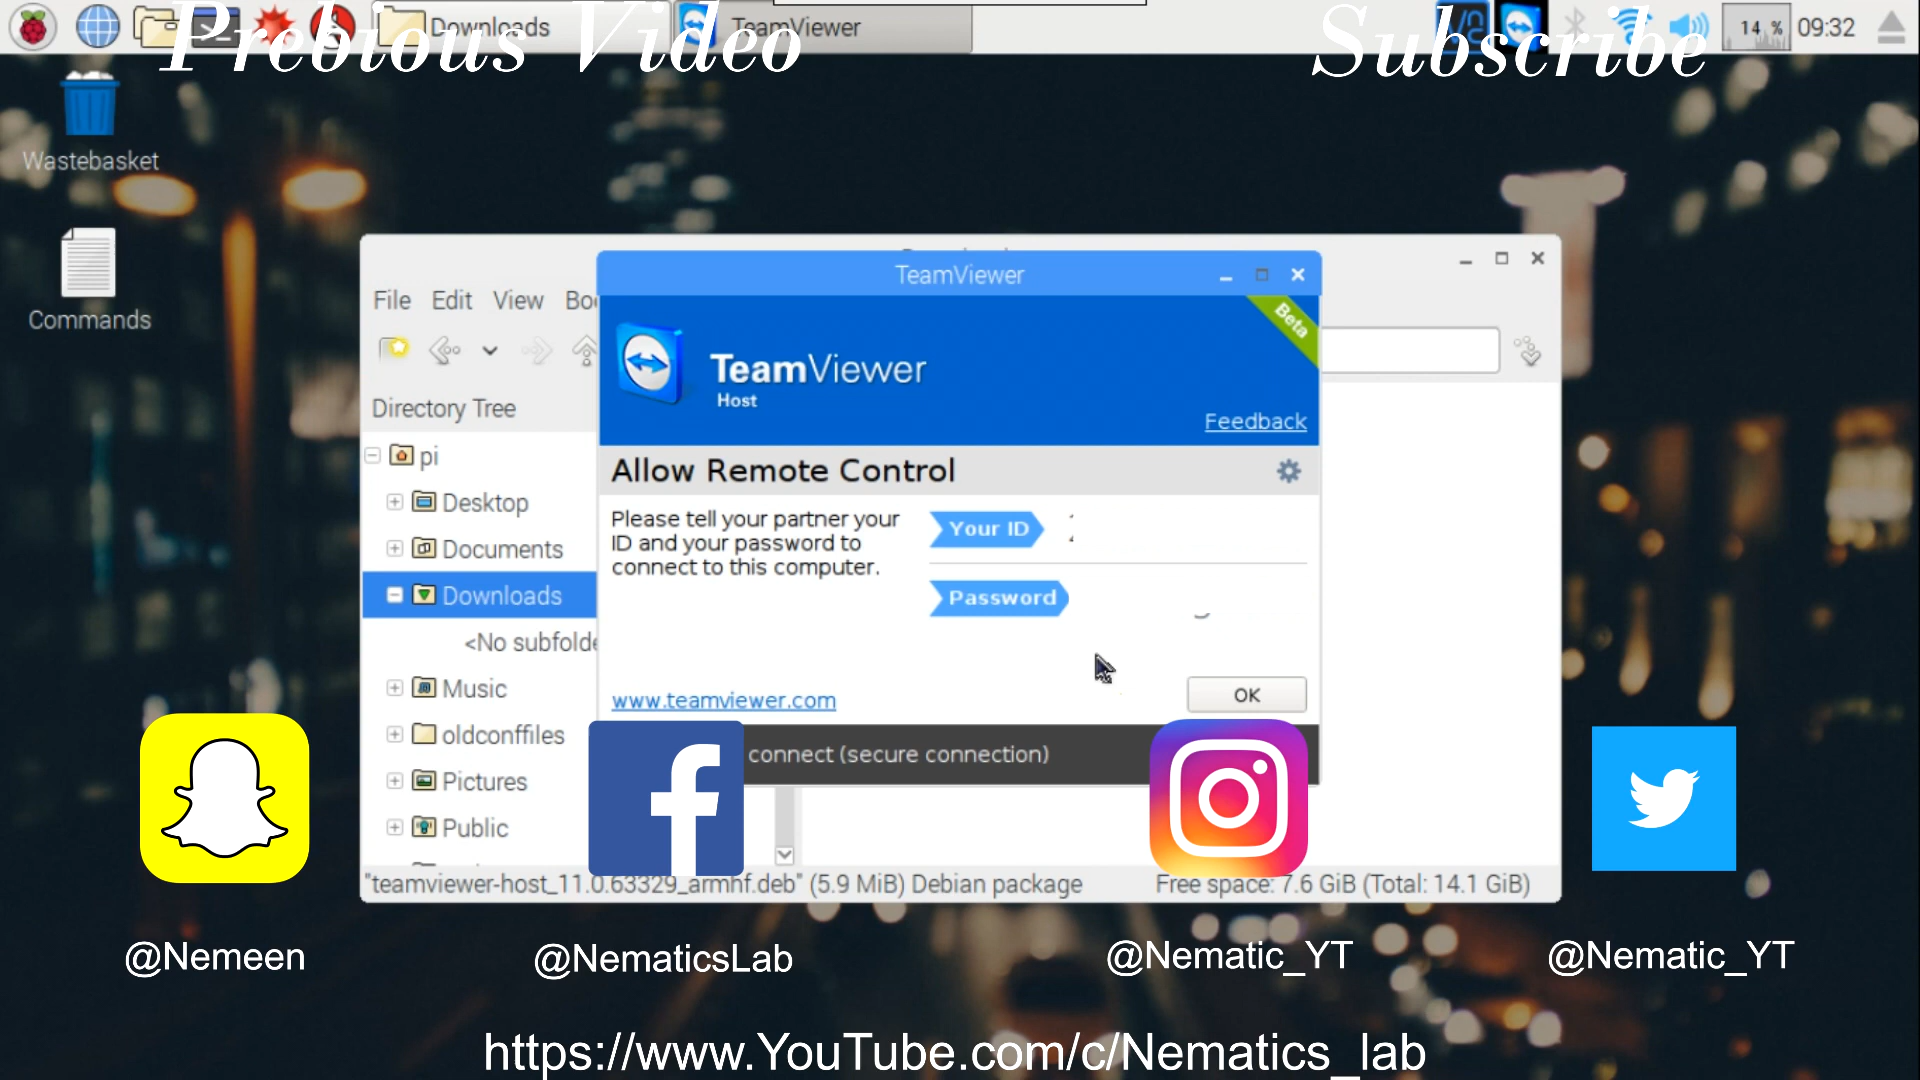 Downloads
TeamViewer
14 %
09:32
Prebious Video
Subscribe
Wastebasket
Commands
TeamViewer
File Edit View
Beta
TeamViewer
Host
Feedback
Directory Tree
Allow Remote Control
pi
Desktop
Documents
Downloads
<No subfolde
Music
oldconffiles
Pictures
Public
Please tell your partner your
ID and your password to
connect to this computer.
Your ID
Password
www.teamviewer.com
OK
connect (secure connection)
"teamviewer-host_11.0.63329_armhf.deb" (5.9 MiB) Debian package
Free space: 7.6 GiB (Total: 14.1 GiB)
@Nemeen
@NematicsLab
@Nematic_YT
@Nematic_YT
https://www.YouTube.com/c/Nematics_lab